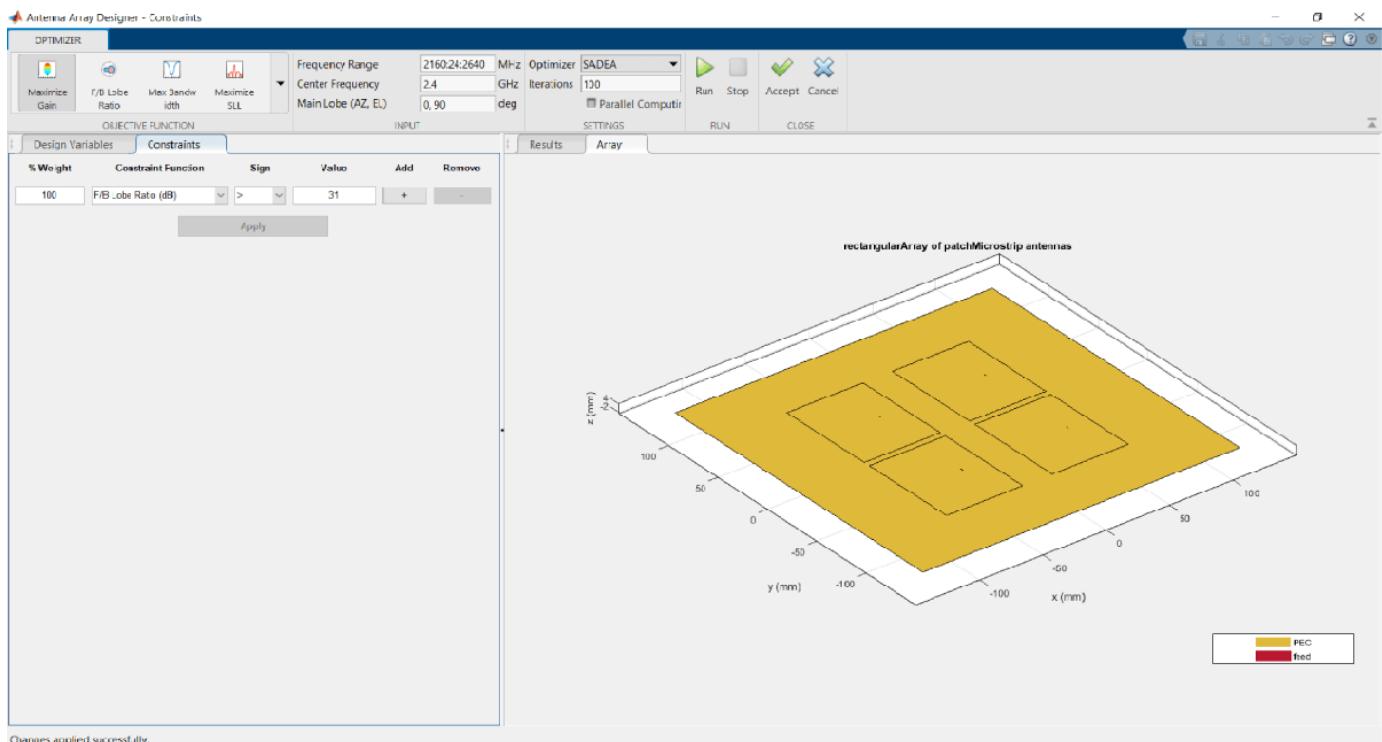 Antenna Array Designer - Constraints
OPTIMIZER
Maximize Gain
F/B Lobe Ratio
Max Bandwidth
Maximize SLL
OBJECTIVE FUNCTION
Frequency Range 2160:24:2640 MHz
Center Frequency 2.4 GHz
Main Lobe (AZ, EL) 0, 90 deg
INPUT
Optimizer SADEA
Iterations 100
Parallel Computin
SETTINGS
Run Stop
RUN
Accept Cancel
CLOSE
Design Variables Constraints
% Weight Constraint Function Sign Value Add Remove
100 F/B Lobe Ratio (dB) > 31 + -
Apply
Results Array
rectangularArray of patchMicrostrip antennas
z (mm)
4
2
100
50
0
-50
-100
y (mm)
100
50
0
-50
-100
x (mm)
PEC
feed
Changes applied successfully.